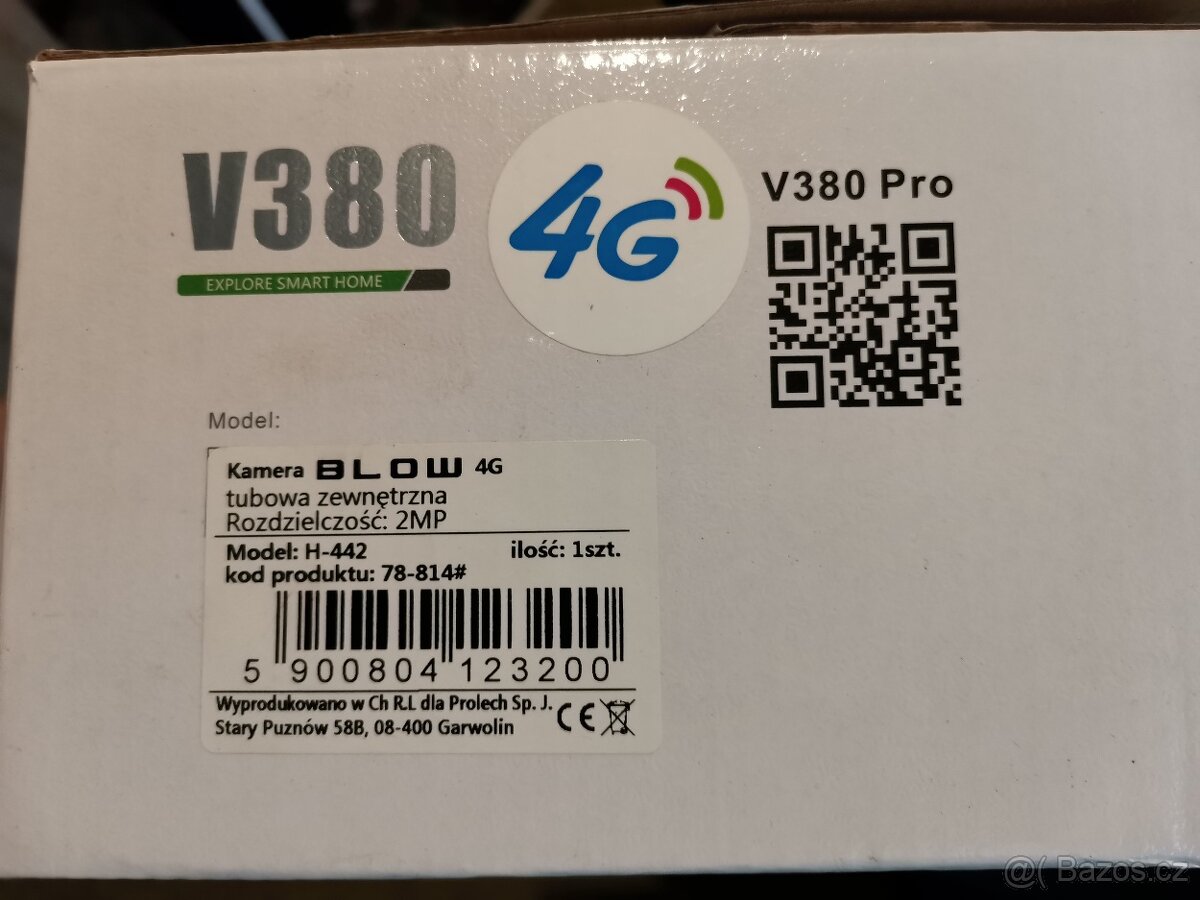 V380
EXPLORE SMART HOME
4G
V380 Pro
Model:
Kamera BLOW 4G
tubowa zewnętrzna
Rozdzielczość: 2MP
Model: H-442 ilość: 1szt.
kod produktu: 78-814#
5 900804 123200
Wyprodukowano w Ch R.L dla Prolech Sp. J.
Stary Puznów 58B, 08-400 Garwolin
CE
@( Bazos.cz